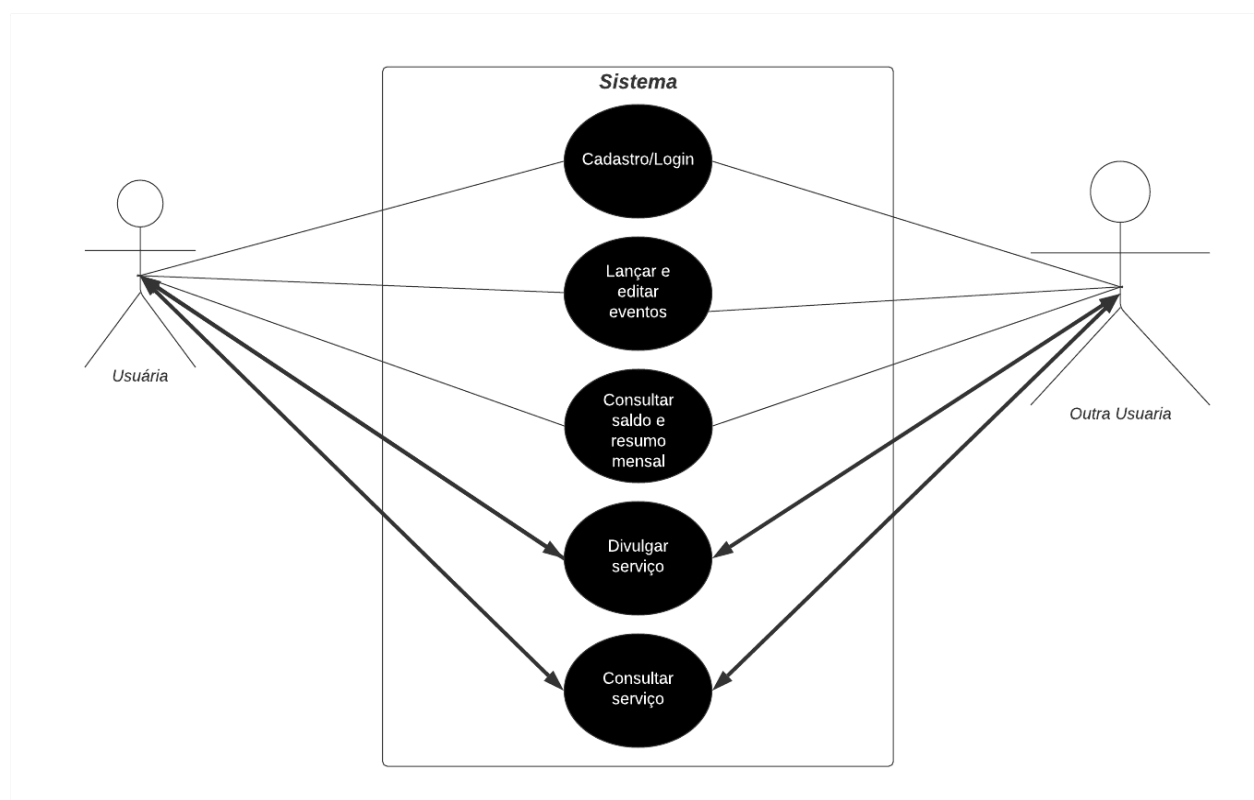 Sistema
Cadastro/Login
Lançar e
editar
eventos
Consultar
saldo e
resumo
mensal
Divulgar
serviço
Consultar
serviço
Usuária
Outra Usuaria